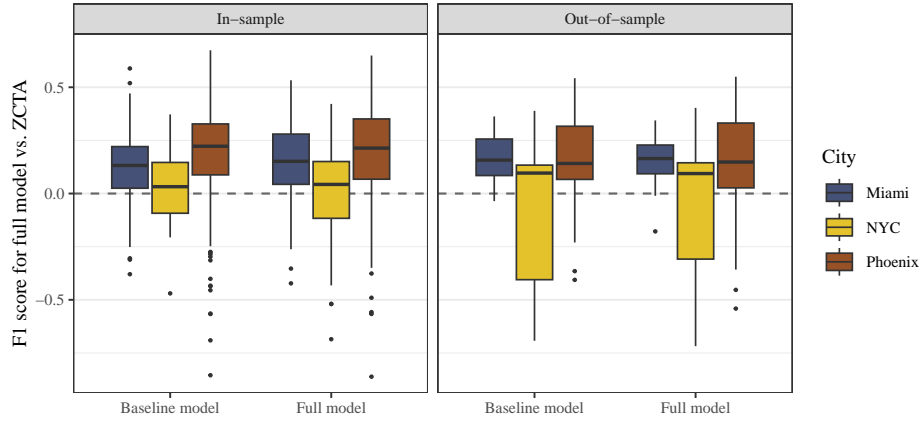 In−sample
Out−of−sample
F1 score for full model vs. ZCTA
0.5
0.0
−0.5
Baseline model
Full model
Baseline model
Full model
City
Miami
NYC
Phoenix